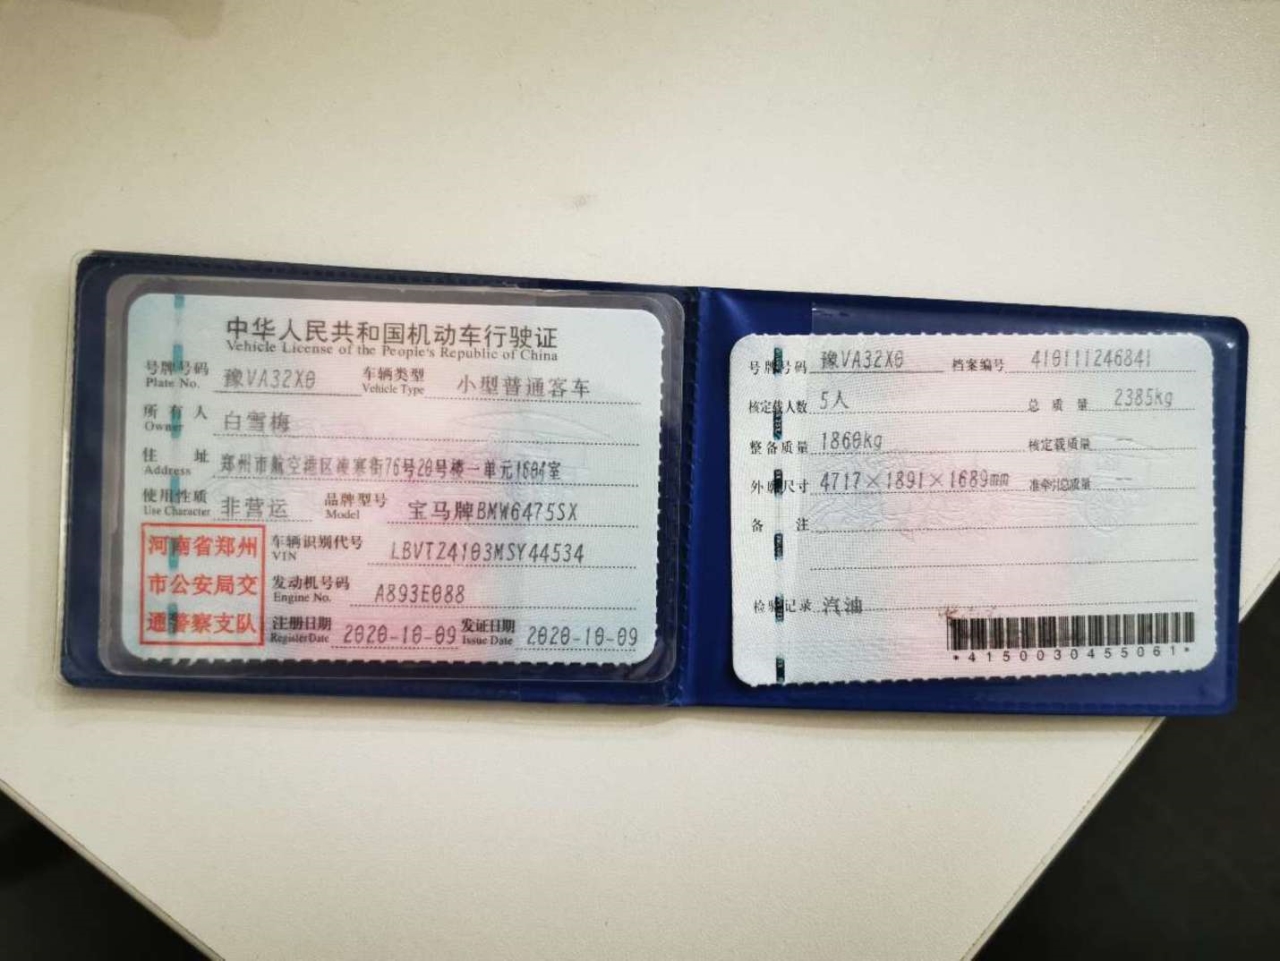 中华人民共和国机动车行驶证
Vehicle License of the People's Republic of China
号牌号码 豫VA32X0 车辆类型 小型普通客车
Plate No. Vehicle Type
所有人 白雪梅
Owner
住址 郑州市航空港区凌寨街76号20号楼一单元1604室
Address
使用性质 非营运 品牌型号 宝马牌BMW6475SX
Use Character Model
河南省郑州
市公安局交
通警察支队
车辆识别代号 LBVTZ4103MSY44534
VIN
发动机号码 A893E088
Engine No.
注册日期 2020-10-09 发证日期 2020-10-09
Register Date Issue Date
号牌号码 豫VA32X0 档案编号 410111246841
核定载人数 5人 总质量 2385kg
整备质量 1860kg 核定载质量 --
外廓尺寸 4717×1891×1689mm 准牵引总质量 --
备注
检验记录 汽油
*4150030455061*